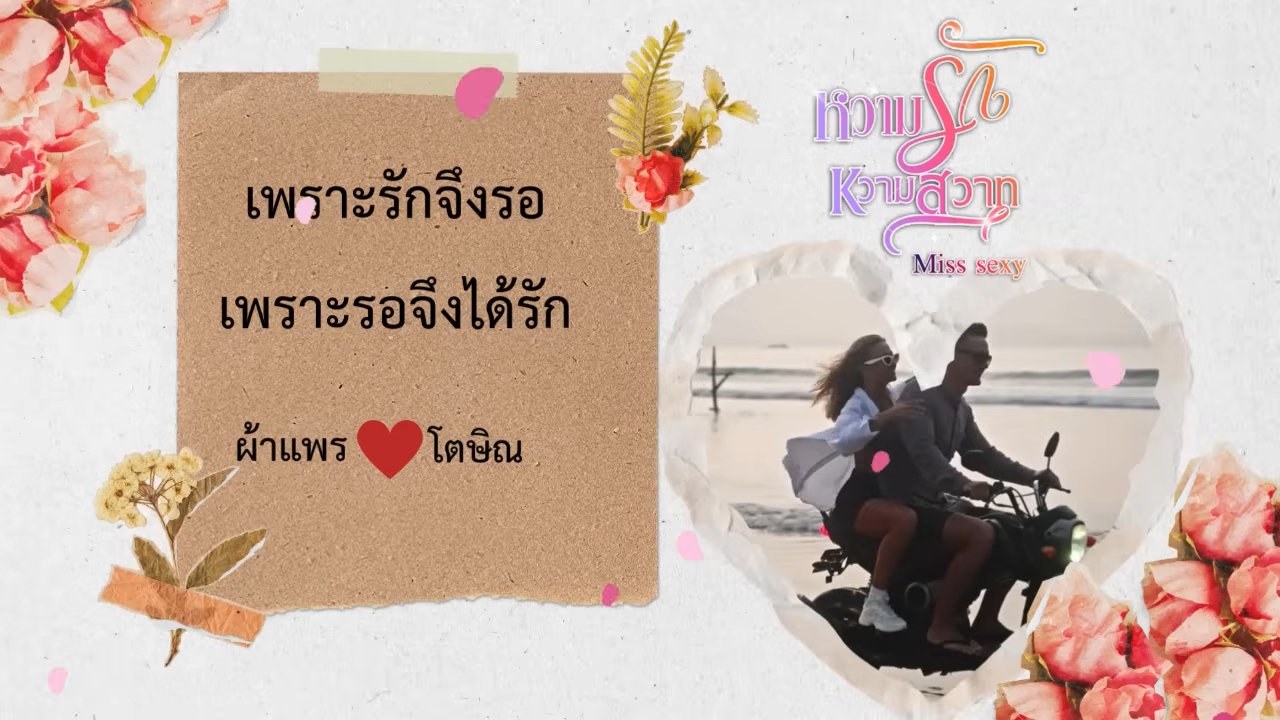 เพราะรักจึงรอ
เพราะรอจึงได้รัก
ผ้าแพร ❤ โตษิณ
หวามรัก
ความสวาท
Miss sexy